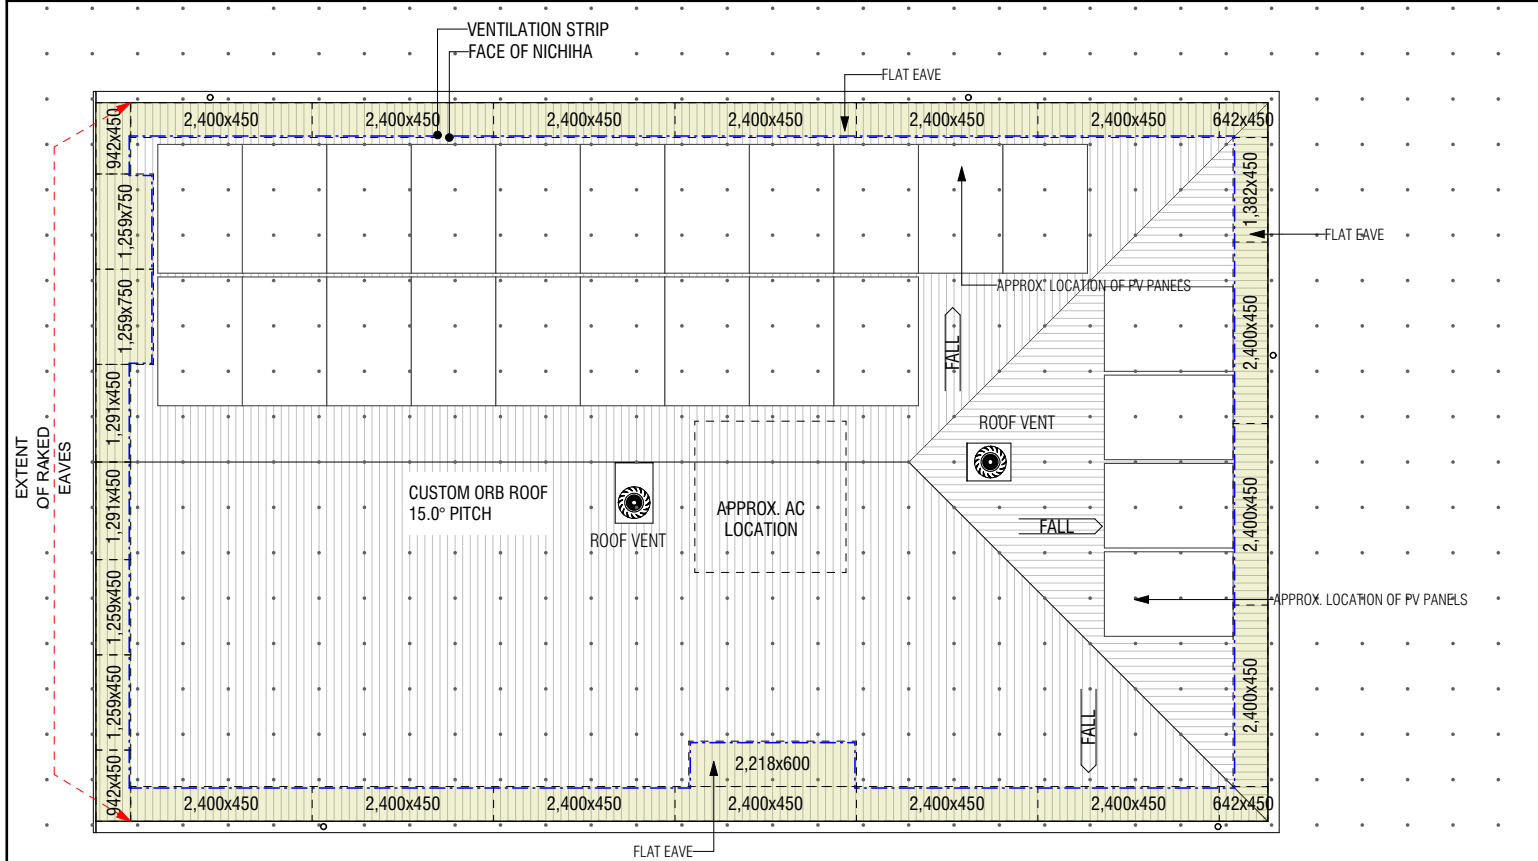 VENTILATION STRIP
FACE OF NICHIHA
FLAT EAVE
2,400x450
2,400x450
2,400x450
2,400x450
2,400x450
2,400x450
642x450
942x450
1,259x750
1,259x750
1,291x450
1,291x450
1,259x450
1,259x450
942x450
EXTENT
OF RAKED
EAVES
1,382x450
FLAT EAVE
2,400x450
2,400x450
2,400x450
APPROX. LOCATION OF PV PANELS
FALL
ROOF VENT
CUSTOM ORB ROOF
15.0° PITCH
ROOF VENT
APPROX. AC
LOCATION
FALL
APPROX. LOCATION OF PV PANELS
FALL
2,218x600
2,400x450
2,400x450
2,400x450
2,400x450
2,400x450
2,400x450
642x450
FLAT EAVE